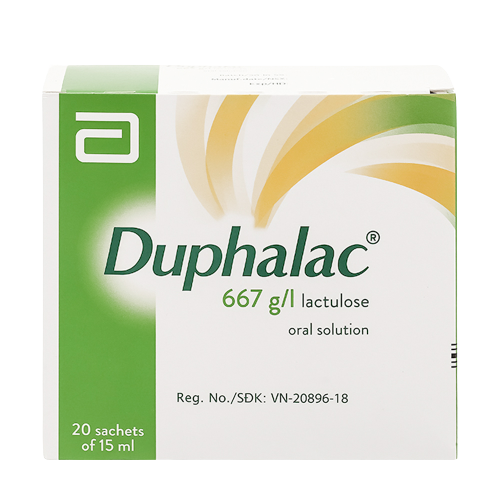 Duphalac®
667 g/l lactulose
oral solution
Reg. No./SĐK: VN-20896-18
20 sachets
of 15 ml